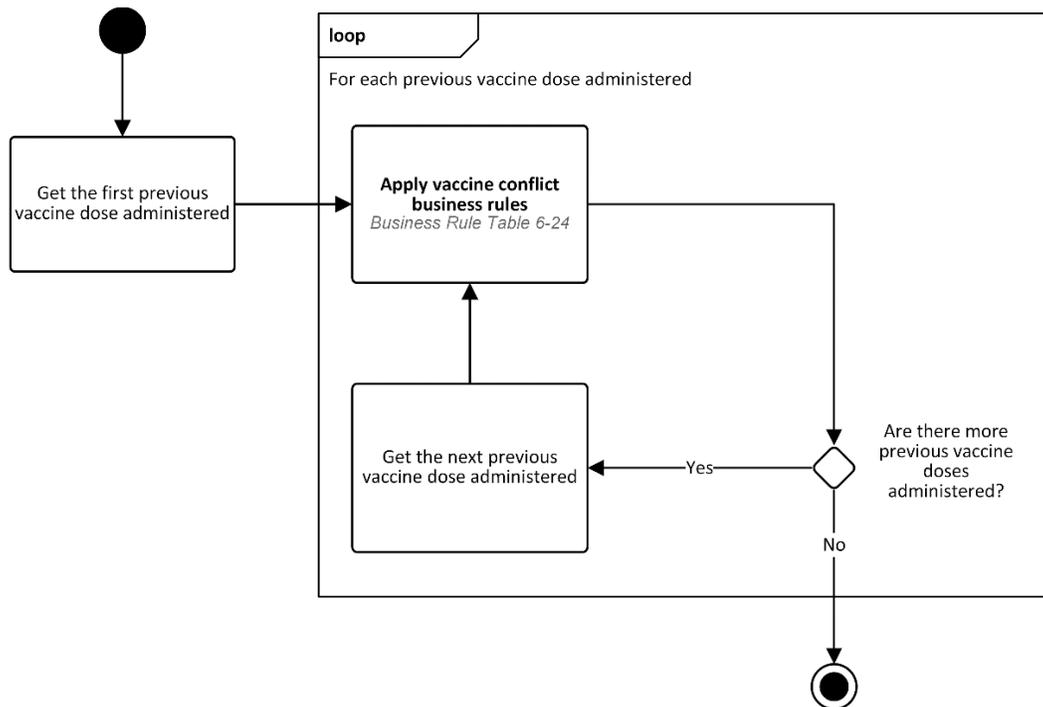 loop
For each previous vaccine dose administered
Get the first previous
vaccine dose administered
Apply vaccine conflict
business rules
Business Rule Table 6-24
Get the next previous
vaccine dose administered
Yes
Are there more
previous vaccine
doses
administered?
No